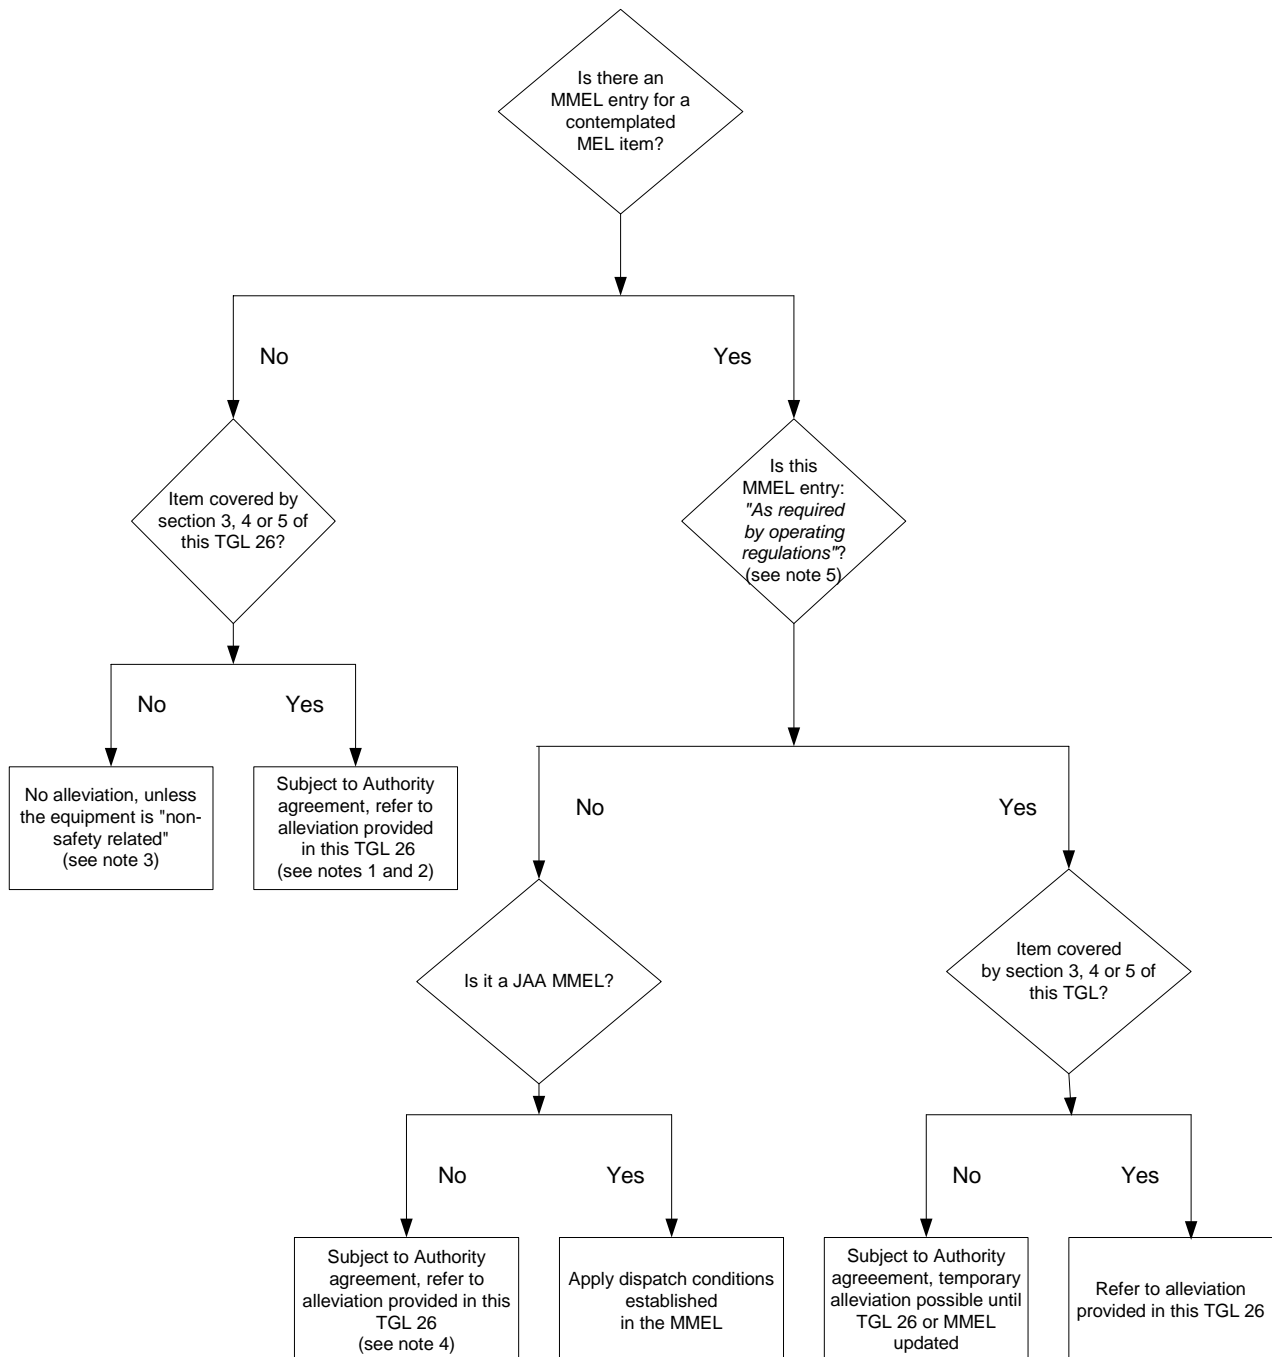 Is there an
MMEL entry for a
contemplated
MEL item?
No
Yes
Item covered by
section 3, 4 or 5 of
this TGL 26?
Is this
MMEL entry:
"As required
by operating
regulations"?
(see note 5)
No
Yes
No alleviation, unless
the equipment is "non-
safety related"
(see note 3)
Subject to Authority
agreement, refer to
alleviation provided
in this TGL 26
(see notes 1 and 2)
No
Yes
Is it a JAA MMEL?
Item covered
by section 3, 4 or 5 of
this TGL?
No
Yes
No
Yes
Subject to Authority
agreement, refer to
alleviation provided in this
TGL 26
(see note 4)
Apply dispatch conditions
established
in the MMEL
Subject to Authority
agreeement, temporary
alleviation possible until
TGL 26 or MMEL
updated
Refer to alleviation
provided in this TGL 26